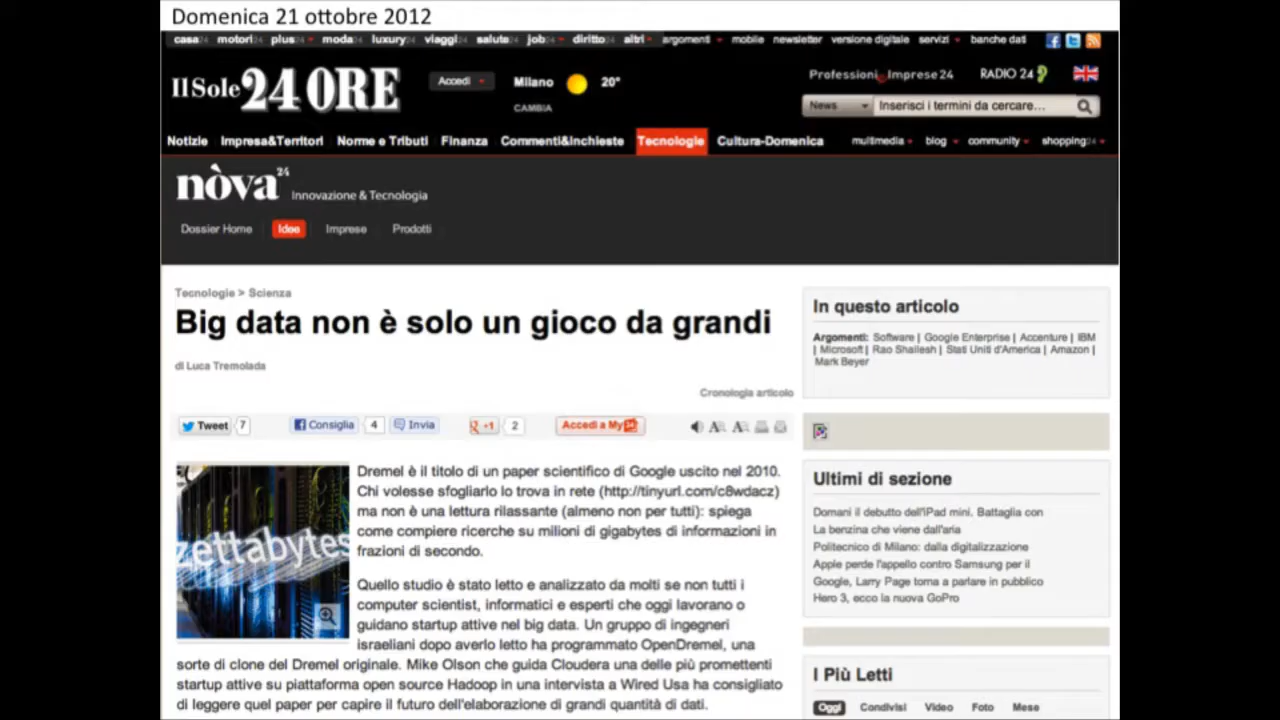 Domenica 21 ottobre 2012
casa24 motori24 plus24 moda24 luxury24 viaggi24 salute24 job24 diritto24 altri argomenti mobile newsletter versione digitale servizi banche dati
Il Sole 24 ORE
Accedi
Milano 20°
CAMBIA
Professioni Imprese24 RADIO 24
News Inserisci i termini da cercare...
Notizie Impresa&Territori Norme e Tributi Finanza Commenti&Inchieste Tecnologie Cultura-Domenica multimedia blog community shopping24
nòva24 Innovazione & Tecnologia
Dossier Home Idee Imprese Prodotti
Tecnologie > Scienza
Big data non è solo un gioco da grandi
di Luca Tremolada
Cronologia articolo
Tweet 7 Consiglia 4 Invia +1 2 Accedi a My24
zettabytes
Dremel è il titolo di un paper scientifico di Google uscito nel 2010.
Chi volesse sfogliarlo lo trova in rete (http://tinyurl.com/c8wdacz)
ma non è una lettura rilassante (almeno non per tutti): spiega
come compiere ricerche su milioni di gigabytes di informazioni in
frazioni di secondo.
Quello studio è stato letto e analizzato da molti se non tutti i
computer scientist, informatici e esperti che oggi lavorano o
guidano startup attive nel big data. Un gruppo di ingegneri
israeliani dopo averlo letto ha programmato OpenDremel, una
sorte di clone del Dremel originale. Mike Olson che guida Cloudera una delle più promettenti
startup attive su piattaforma open source Hadoop in una intervista a Wired Usa ha consigliato
di leggere quel paper per capire il futuro dell'elaborazione di grandi quantità di dati.
In questo articolo
Argomenti: Software | Google Enterprise | Accenture | IBM
| Microsoft | Rao Shailesh | Stati Uniti d'America | Amazon |
Mark Beyer
Ultimi di sezione
Domani il debutto dell'iPad mini. Battaglia con
La benzina che viene dall'aria
Politecnico di Milano: dalla digitalizzazione
Apple perde l'appello contro Samsung per il
Google, Larry Page torna a parlare in pubblico
Hero 3, ecco la nuova GoPro
I Più Letti
Oggi Condivisi Video Foto Mese